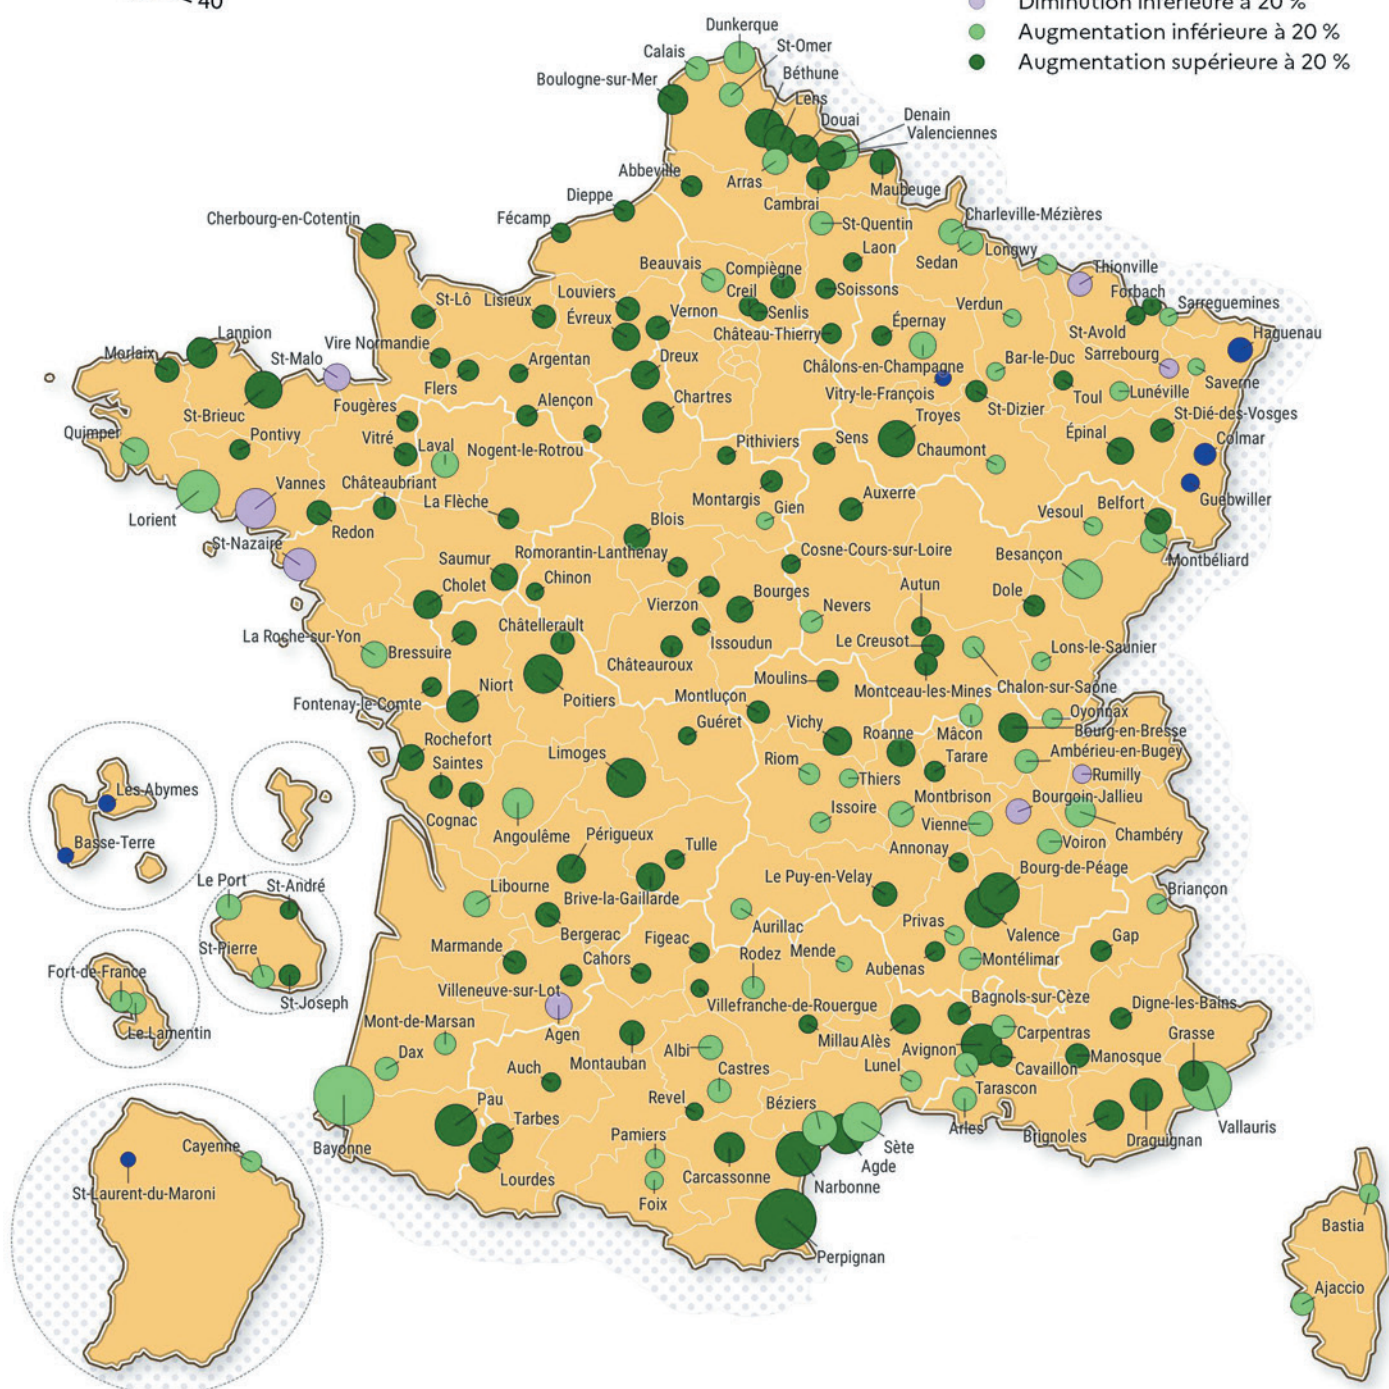 40
Diminution inférieure à 20 %
Augmentation inférieure à 20 %
Augmentation supérieure à 20 %
Dunkerque
Calais
St-Omer
Boulogne-sur-Mer
Béthune
Lens
Douai
Denain
Valenciennes
Abbeville
Arras
Maubeuge
Dieppe
Cambrai
Cherbourg-en-Cotentin
Fécamp
St-Quentin
Charleville-Mézières
Laon
Sedan
Longwy
Beauvais
Compiègne
Thionville
Creil
Soissons
Forbach
St-Lô
Lisieux
Louviers
Sarreguemines
Évreux
Vernon
Senlis
Verdun
Épernay
St-Avold
Haguenau
Lannion
Château-Thierry
Vire Normandie
Morlaix
St-Malo
Argentan
Dreux
Bar-le-Duc
Sarrebourg
Châlons-en-Champagne
Saverne
Flers
Vitry-le-François
Toul
Lunéville
St-Brieuc
Fougères
Alençon
Chartres
Troyes
St-Dizier
St-Dié-des-Vosges
Quimper
Pontivy
Vitré
Laval
Nogent-le-Rotrou
Pithiviers
Sens
Chaumont
Épinal
Colmar
Vannes
Châteaubriant
Montargis
Auxerre
Guebwiller
La Flèche
Gien
Vesoul
Belfort
Lorient
Redon
Blois
St-Nazaire
Saumur
Romorantin-Lanthenay
Cosne-Cours-sur-Loire
Besançon
Montbéliard
Cholet
Chinon
Autun
Vierzon
Bourges
Nevers
Dole
La Roche-sur-Yon
Châtellerault
Issoudun
Le Creusot
Bressuire
Châteauroux
Lons-le-Saunier
Moulins
Montceau-les-Mines
Chalon-sur-Saône
Niort
Poitiers
Montluçon
Fontenay-le-Comte
Oyonnax
Guéret
Vichy
Roanne
Mâcon
Bourg-en-Bresse
Rochefort
Limoges
Ambérieu-en-Bugey
Saintes
Riom
Tarare
Thiers
Rumilly
Les-Abymes
Montbrison
Bourgoin-Jallieu
Cognac
Issoire
Vienne
Chambéry
Angoulême
Périgueux
Basse-Terre
Tulle
Annonay
Voiron
Bourg-de-Péage
Le Port
St-André
Libourne
Brive-la-Gaillarde
Le Puy-en-Velay
Briançon
Bergerac
Aurillac
Privas
Valence
St-Pierre
Marmande
Figeac
Gap
Cahors
Rodez
Mende
Montélimar
Fort-de-France
Aubenas
Villeneuve-sur-Lot
St-Joseph
Villefranche-de-Rouergue
Bagnols-sur-Cèze
Digne-les-Bains
Mont-de-Marsan
Le Lamentin
Agen
Millau
Alès
Carpentras
Grasse
Dax
Montauban
Albi
Avignon
Manosque
Auch
Castres
Lunel
Cavaillon
Tarascon
Revel
Béziers
Pau
Tarbes
Pamiers
Arles
Brignoles
Draguignan
Vallauris
Cayenne
Bayonne
Sète
Agde
Lourdes
Carcassonne
Narbonne
St-Laurent-du-Maroni
Foix
Bastia
Perpignan
Ajaccio